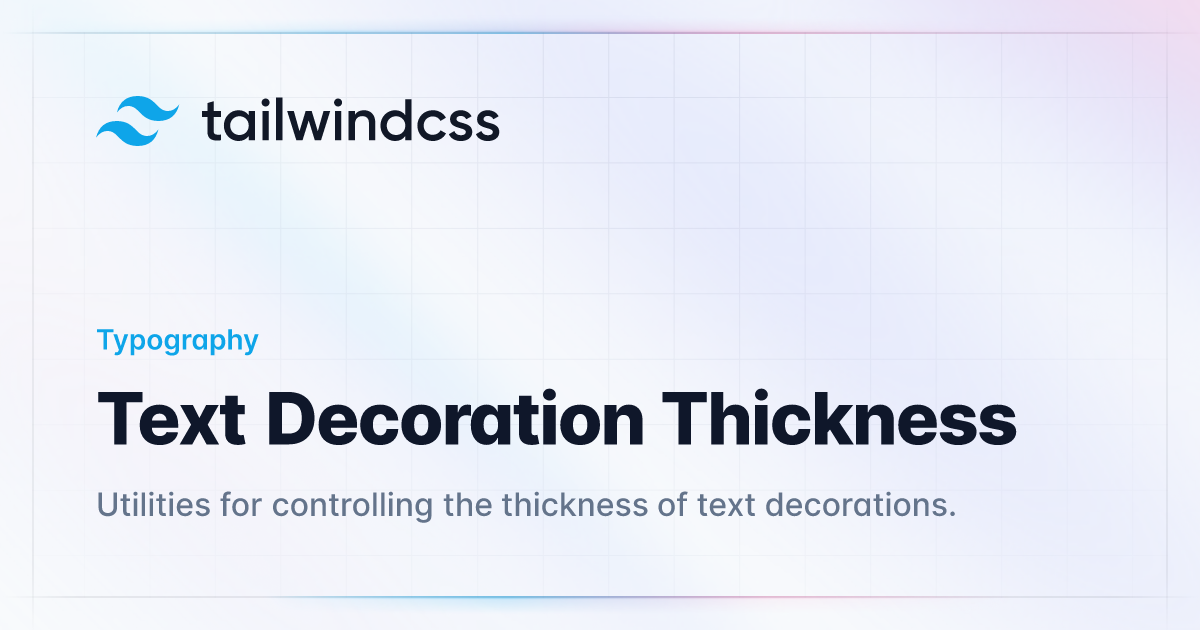 tailwindcss
Typography
Text Decoration Thickness
Utilities for controlling the thickness of text decorations.